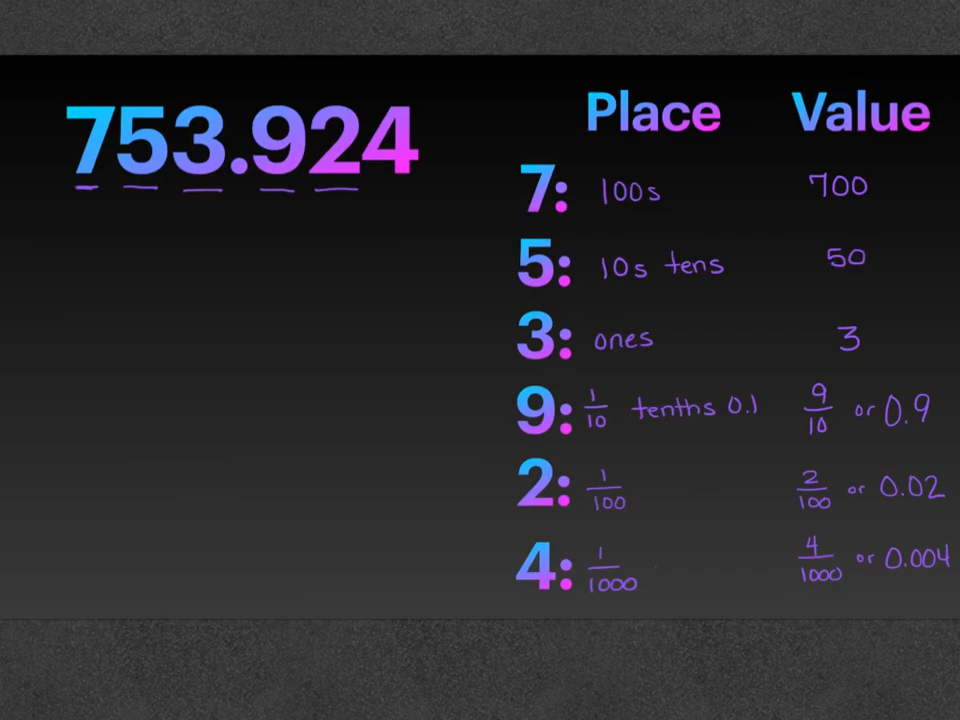 753.924
Place Value
7: 100s 700
5: 10s tens 50
3: ones 3
9: 1/10 tenths 0.1 9/10 or 0.9
2: 1/100 2/100 or 0.02
4: 1/1000 4/1000 or 0.004